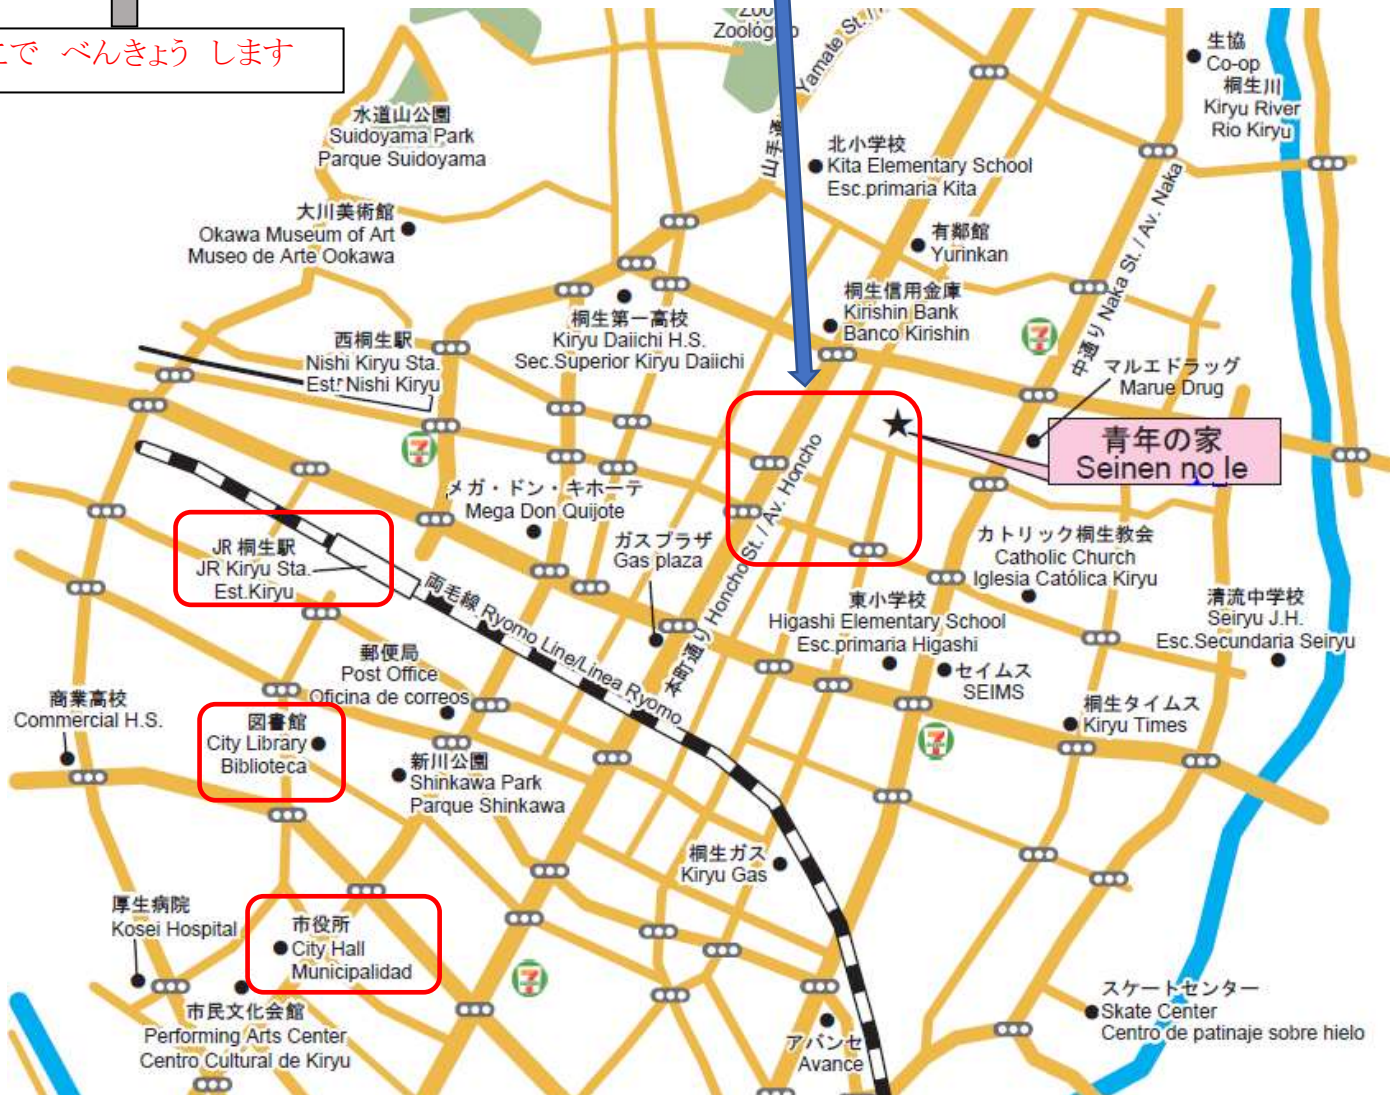 こで べんきょう します
Zoológ
生協
Co-op
桐生川
Kiryu River
Rio Kiryu
水道山公園
Suidoyama Park
Parque Suidoyama
山手通
Yamate St. /
北小学校
Kita Elementary School
Esc.primaria Kita
大川美術館
Okawa Museum of Art
Museo de Arte Ookawa
有鄰館
Yurinkan
中通り Naka St. / Av. Naka
桐生信用金庫
Kirishin Bank
Banco Kirishin
桐生第一高校
Kiryu Daiichi H.S.
Sec.Superior Kiryu Daiichi
西桐生駅
Nishi Kiryu Sta.
Est. Nishi Kiryu
マルエドラッグ
Marue Drug
青年の家
Seinen no Ie
メガ・ドン・キホーテ
Mega Don Quijote
ガスプラザ
Gas plaza
本町通り Honcho St. / Av. Honcho
カトリック桐生教会
Catholic Church
Iglesia Católica Kiryu
JR 桐生駅
JR Kiryu Sta.
Est.Kiryu
両毛線 Ryomo Line/Linea Ryomo
東小学校
Higashi Elementary School
Esc.primaria Higashi
清流中学校
Seiryu J.H.
Esc.Secundaria Seiryu
郵便局
Post Office
Oficina de correos
セイムス
SEIMS
商業高校
Commercial H.S.
図書館
City Library
Biblioteca
桐生タイムス
Kiryu Times
新川公園
Shinkawa Park
Parque Shinkawa
桐生ガス
Kiryu Gas
厚生病院
Kosei Hospital
市役所
City Hall
Municipalidad
市民文化会館
Performing Arts Center
Centro Cultural de Kiryu
アバンセ
Avance
スケートセンター
Skate Center
Centro de patinaje sobre hielo